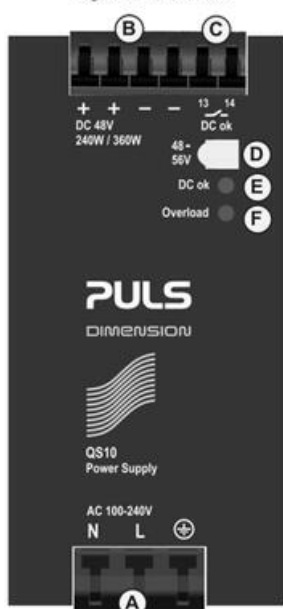 B C
+ + − − 13 14
DC 48V DC ok
240W / 360W
48 -
56V D
DC ok E
Overload F
PULS
DIMENSION
QS10
Power Supply
AC 100-240V
N L
A